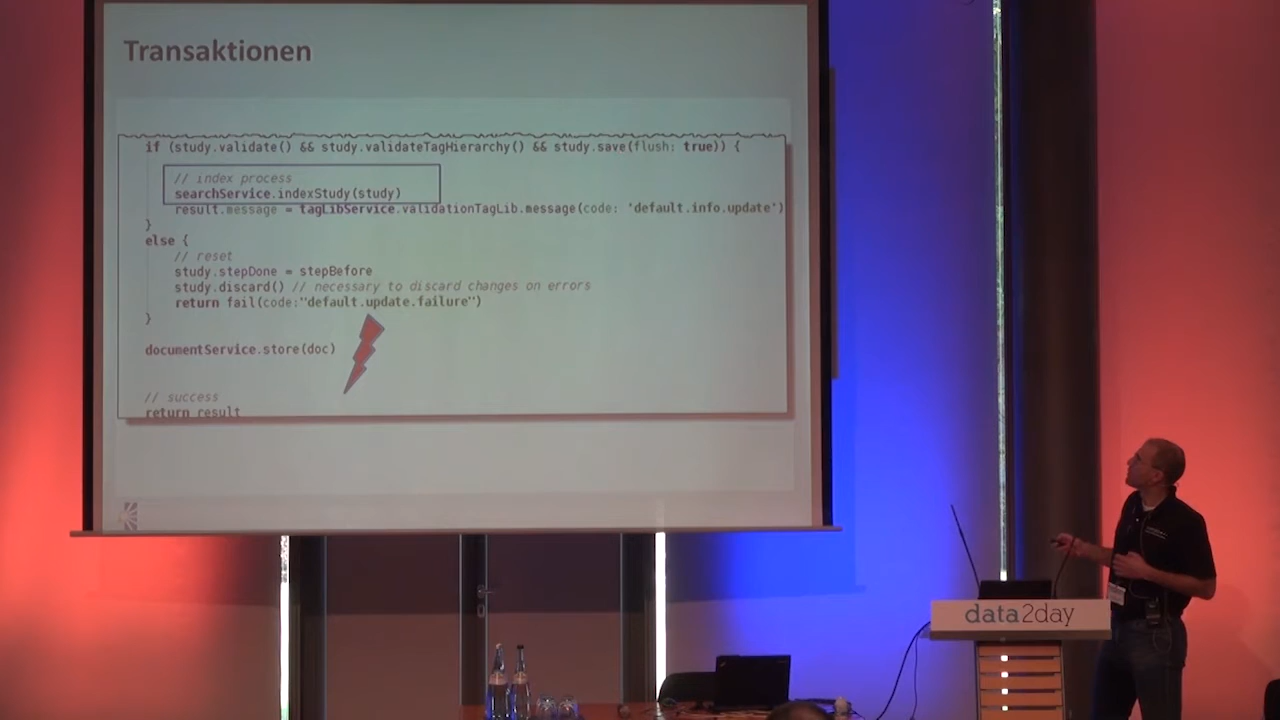 Transaktionen
if (study.validate() && study.validateTagHierarchy() && study.save(flush: true)) {
// index process
searchService.indexStudy(study)
result.message = tagLibService.validationTagLib.message(code: 'default.info.update')
}
else {
// reset
study.stepDone = stepBefore
study.discard() // necessary to discard changes on errors
return fail(code:"default.update.failure")
}
documentService.store(doc)
// success
return result
data2day